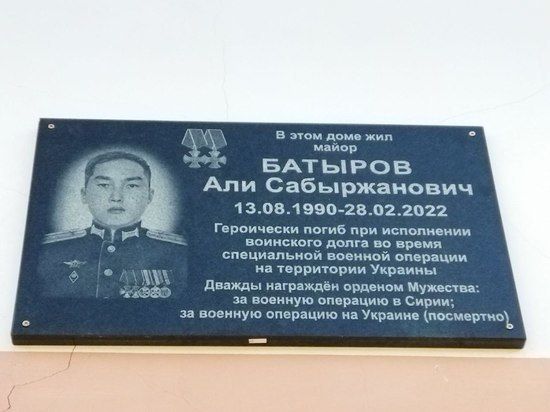 В этом доме жил
майор
БАТЫРОВ
Али Сабыржанович
13.08.1990-28.02.2022
Героически погиб при исполнении
воинского долга во время
специальной военной операции
на территории Украины
Дважды награждён орденом Мужества:
за военную операцию в Сирии;
за военную операцию на Украине (посмертно)